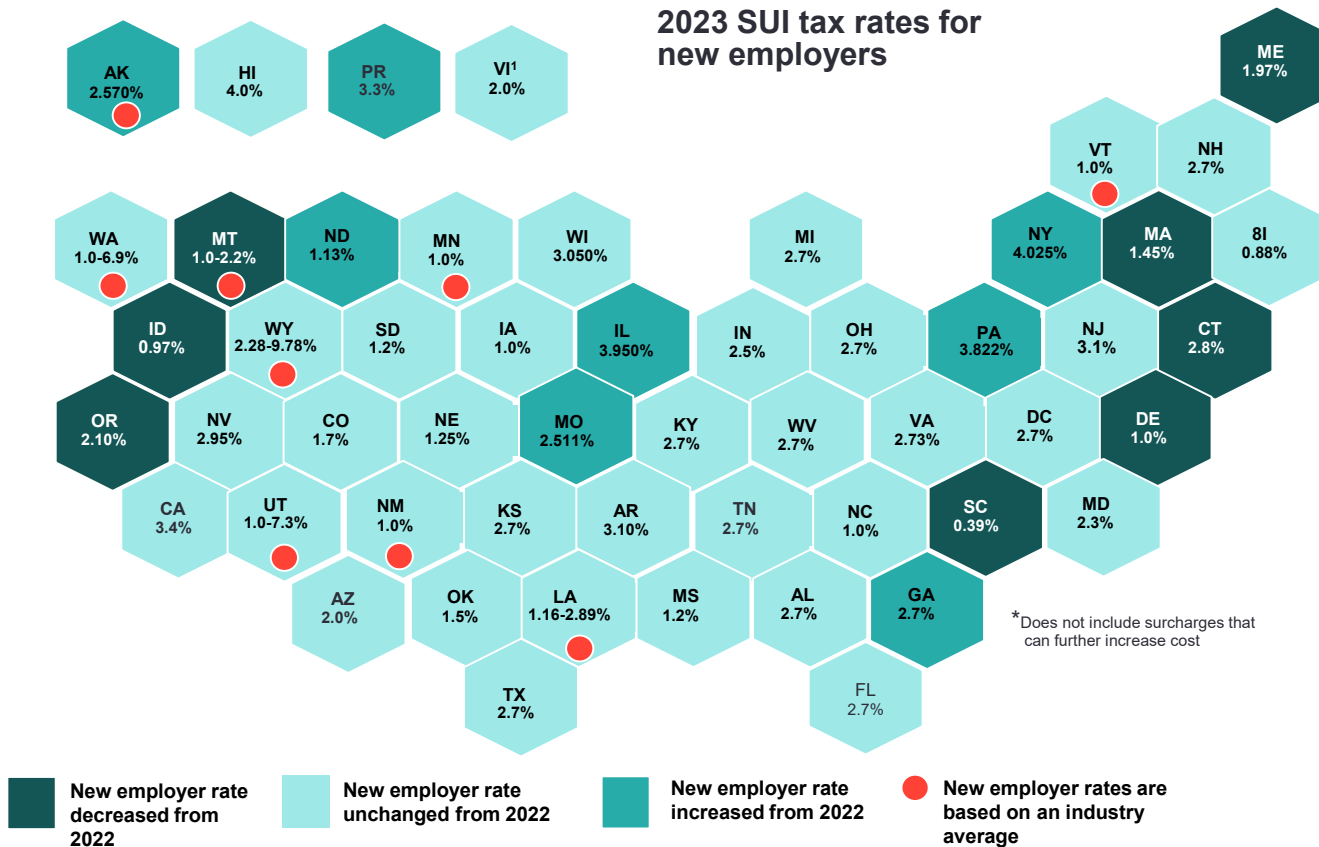 2023 SUI tax rates for
new employers
AK
2.570%
HI
4.0%
PR
3.3%
VI¹
2.0%
ME
1.97%
VT
1.0%
NH
2.7%
WA
1.0-6.9%
MT
1.0-2.2%
ND
1.13%
MN
1.0%
WI
3.050%
MI
2.7%
NY
4.025%
MA
1.45%
8I
0.88%
ID
0.97%
WY
2.28-9.78%
SD
1.2%
IA
1.0%
IL
3.950%
IN
2.5%
OH
2.7%
PA
3.822%
NJ
3.1%
CT
2.8%
OR
2.10%
NV
2.95%
CO
1.7%
NE
1.25%
MO
2.511%
KY
2.7%
WV
2.7%
VA
2.73%
DC
2.7%
DE
1.0%
CA
3.4%
UT
1.0-7.3%
NM
1.0%
KS
2.7%
AR
3.10%
TN
2.7%
NC
1.0%
SC
0.39%
MD
2.3%
AZ
2.0%
OK
1.5%
LA
1.16-2.89%
MS
1.2%
AL
2.7%
GA
2.7%
*Does not include surcharges that
can further increase cost
TX
2.7%
FL
2.7%
New employer rate
decreased from
2022
New employer rate
unchanged from 2022
New employer rate
increased from 2022
New employer rates are
based on an industry
average